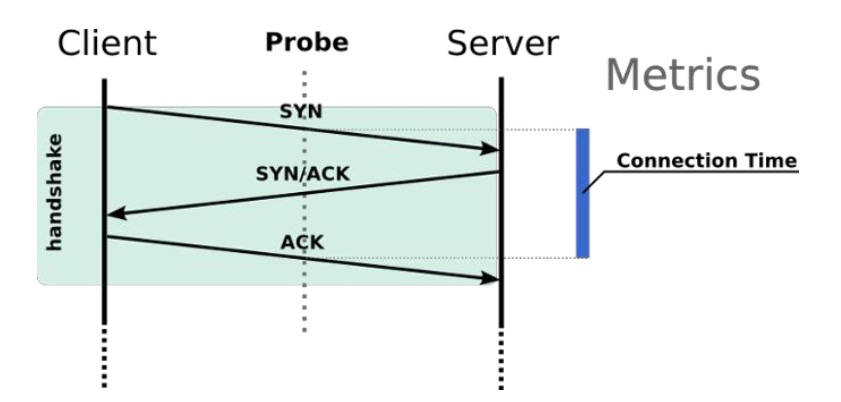 Client
Probe
Server
Metrics
SYN
Connection Time
SYN/ACK
handshake
ACK